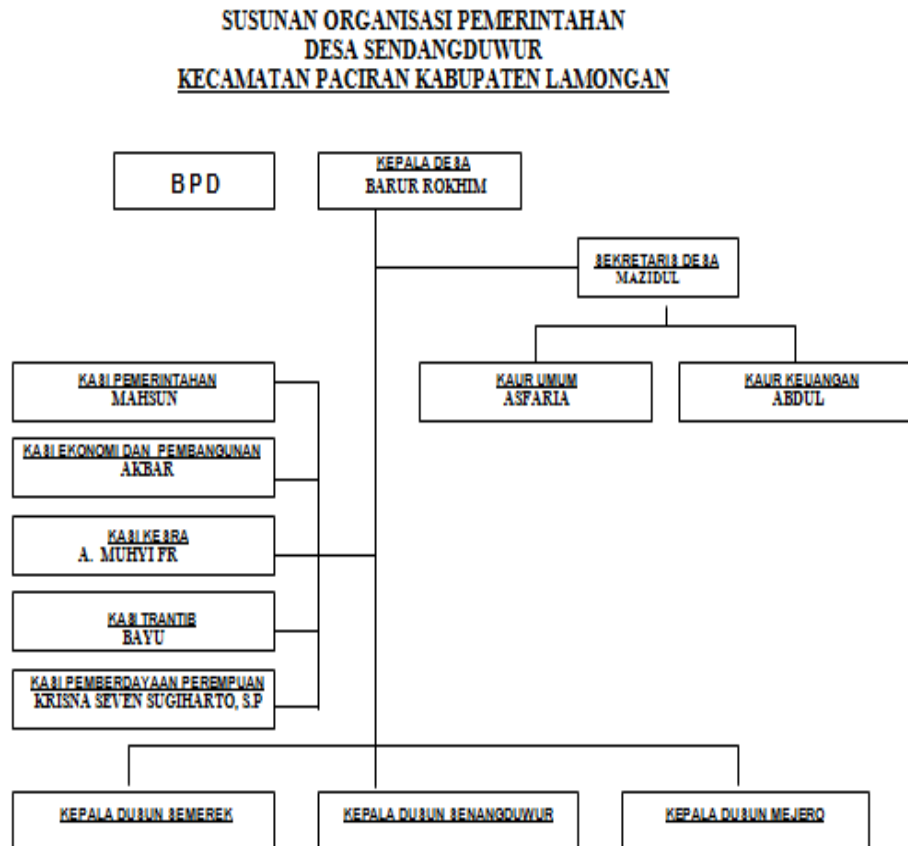 SUSUNAN ORGANISASI PEMERINTAHAN
DESA SENDANGDUWUR
KECAMATAN PACIRAN KABUPATEN LAMONGAN
BPD
KEPALA DESA
BARUR ROKHIM
SEKRETARIS DESA
MAZIDUL
KASI PEMERINTAHAN
MAHSUN
KAUR UMUM
ASFARIA
KAUR KEUANGAN
ABDUL
KASI EKONOMI DAN PEMBANGUNAN
AKBAR
KASI KESRA
A. MUHYI FR
KASI TRANTIB
BAYU
KASI PEMBERDAYAAN PEREMPUAN
KRISNA SEVEN SUGIHARTO, S.P
KEPALA DUSUN SEMEREK
KEPALA DUSUN SENANGDUWUR
KEPALA DUSUN MEJERO